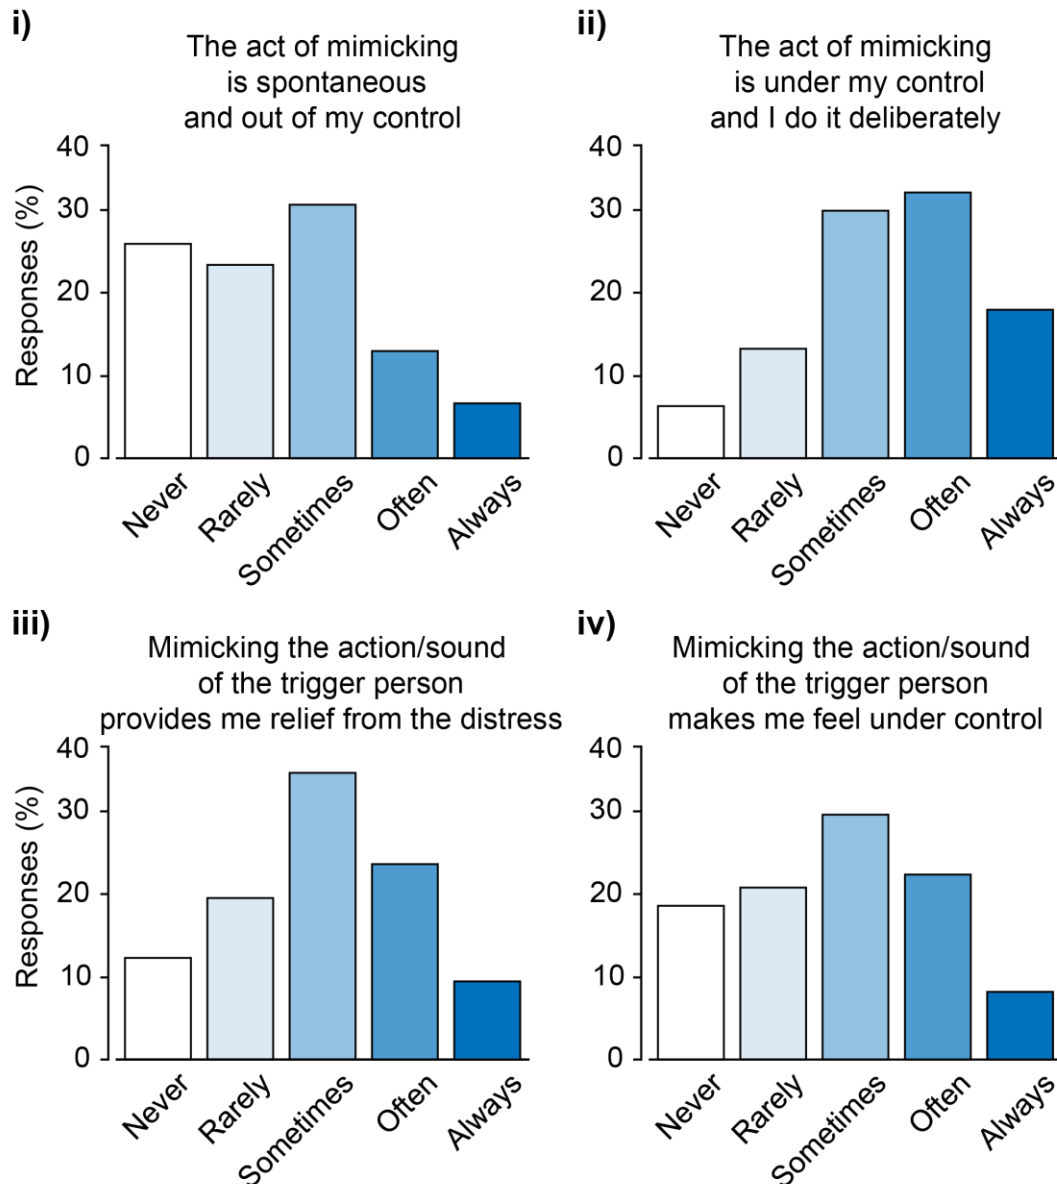 i)
The act of mimicking
is spontaneous
and out of my control
40
30
20
10
0
Responses (%)
Never
Rarely
Sometimes
Often
Always
ii)
The act of mimicking
is under my control
and I do it deliberately
40
30
20
10
0
Never
Rarely
Sometimes
Often
Always
iii)
Mimicking the action/sound
of the trigger person
provides me relief from the distress
40
30
20
10
0
Responses (%)
Never
Rarely
Sometimes
Often
Always
iv)
Mimicking the action/sound
of the trigger person
makes me feel under control
40
30
20
10
0
Never
Rarely
Sometimes
Often
Always